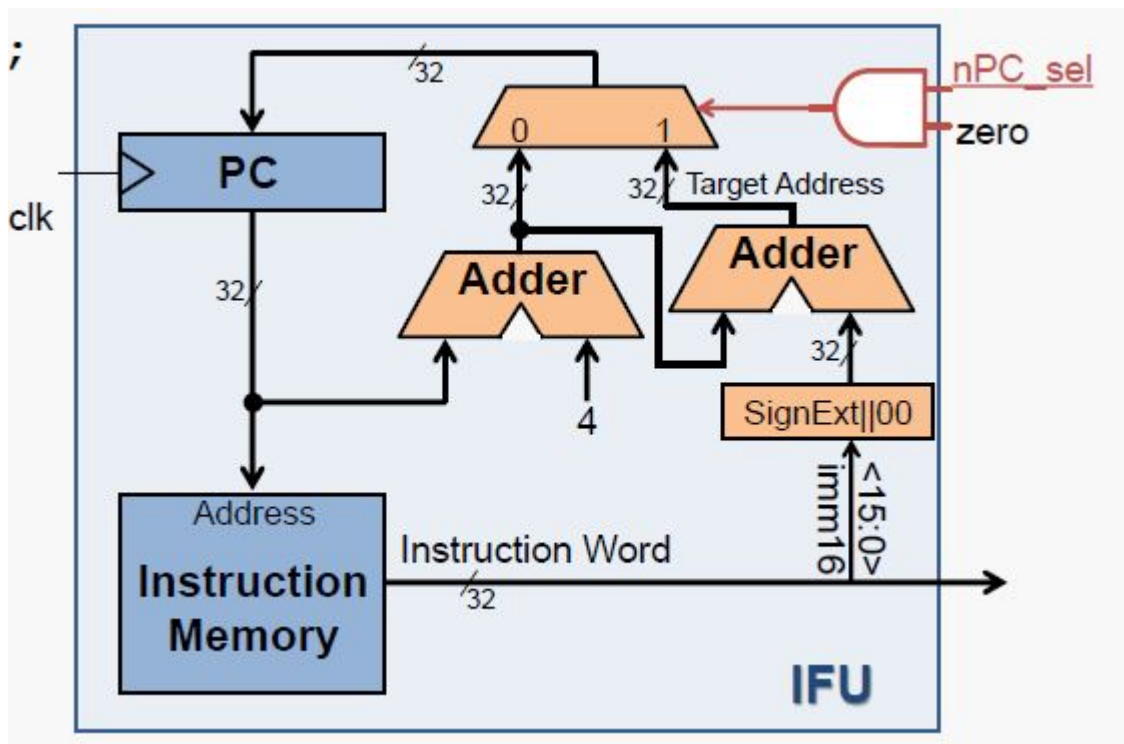 ;
32
nPC_sel
0
1
zero
PC
32
32
Target Address
clk
Adder
Adder
32
32
4
SignExt||00
<15:0>
imm16
Address
Instruction Word
Instruction
Memory
32
IFU